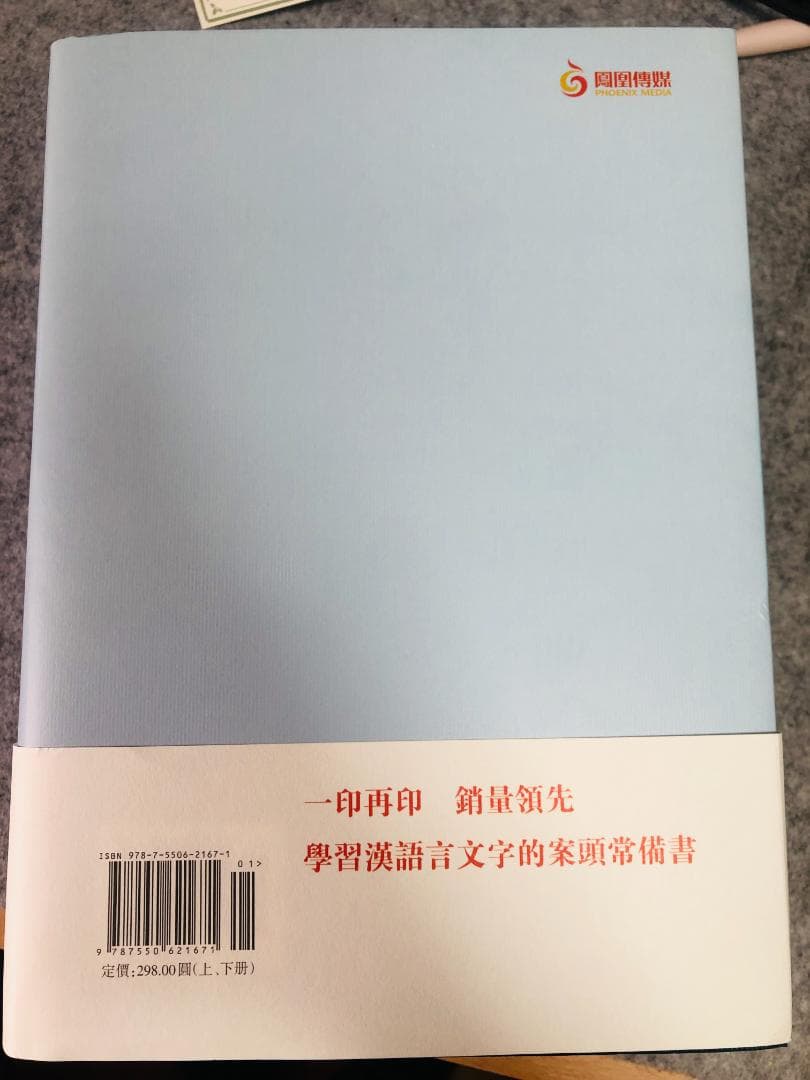 鳳凰傳媒
PHOENIX MEDIA
一印再印 銷量領先
學習漢語言文字的案頭常備書
ISBN 978-7-5506-2167-1
01>
9 787550 621671
定價:298.00圓(上、下册)